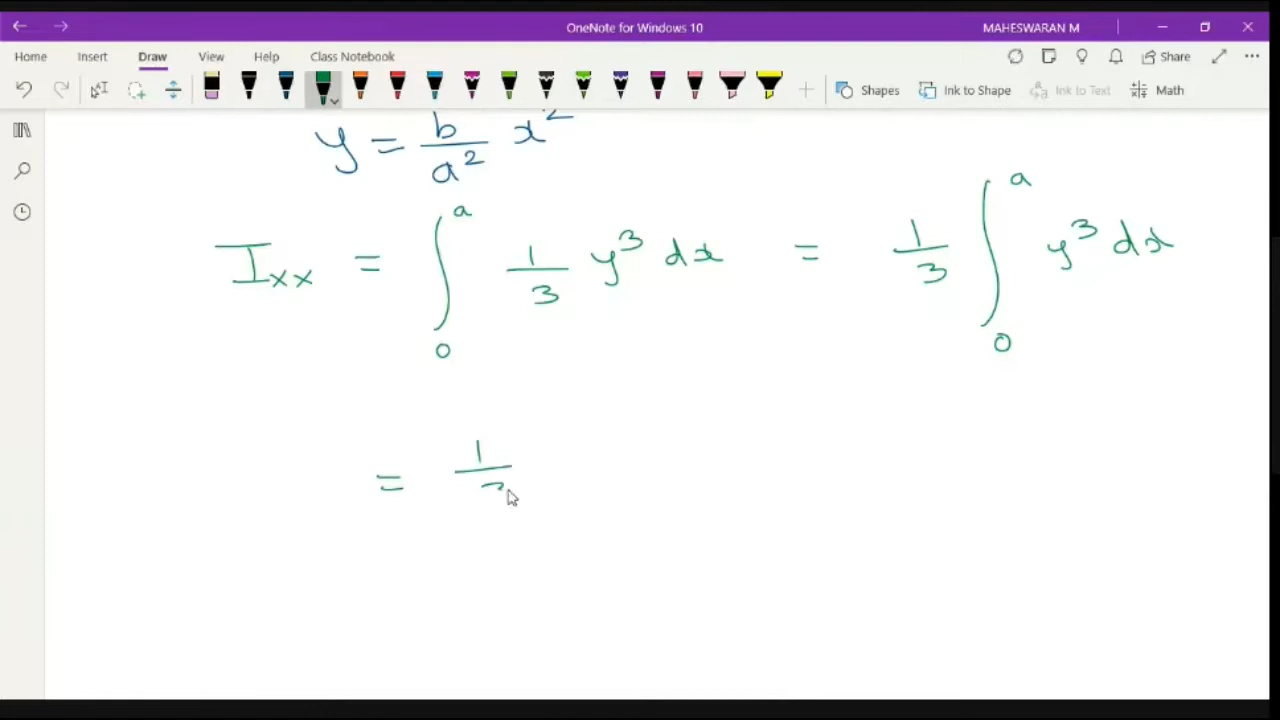 OneNote for Windows 10
MAHESWARAN M
Home Insert Draw View Help Class Notebook
Share
Shapes Ink to Shape Ink to Text Math
y = b/a² x²
Ixx = ∫₀ᵃ 1/3 y³ dx = 1/3 ∫₀ᵃ y³ dx
= 1/